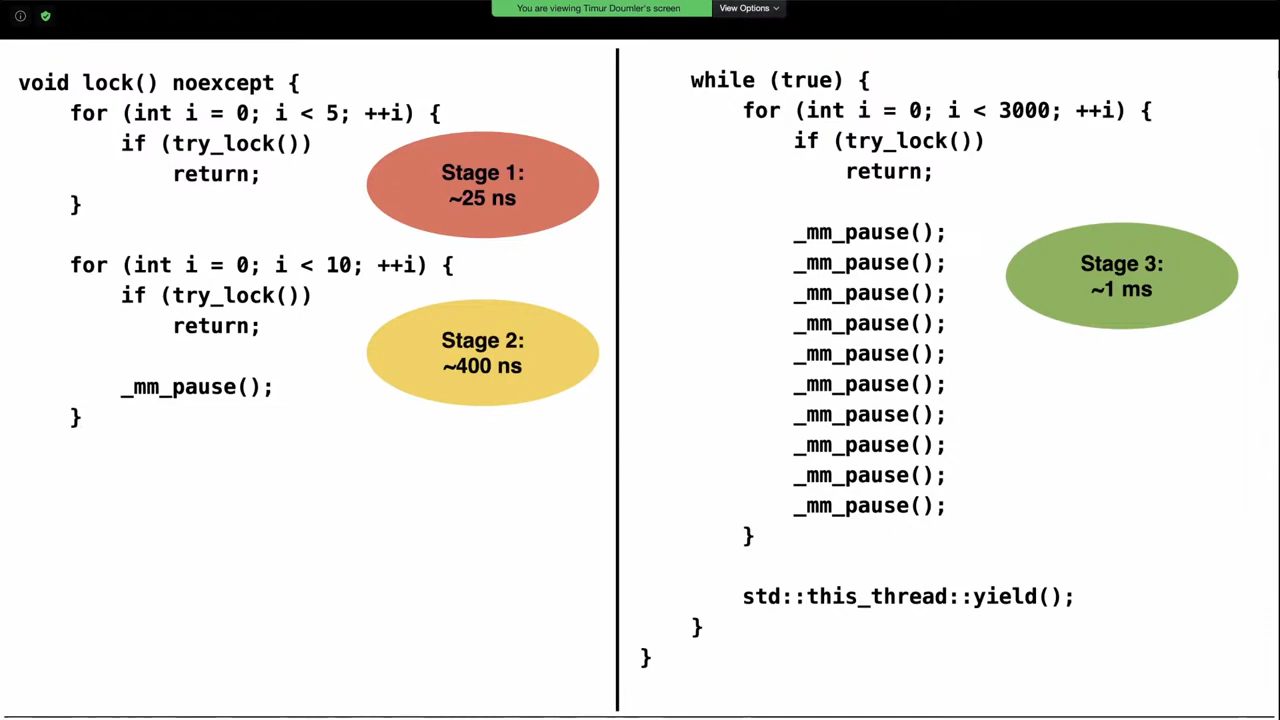 You are viewing Timur Doumler's screen
View Options
void lock() noexcept {
for (int i = 0; i < 5; ++i) {
if (try_lock())
return;
}
for (int i = 0; i < 10; ++i) {
if (try_lock())
return;
_mm_pause();
}
Stage 1:
~25 ns
Stage 2:
~400 ns
while (true) {
for (int i = 0; i < 3000; ++i) {
if (try_lock())
return;
_mm_pause();
_mm_pause();
_mm_pause();
_mm_pause();
_mm_pause();
_mm_pause();
_mm_pause();
_mm_pause();
_mm_pause();
_mm_pause();
}
std::this_thread::yield();
}
}
Stage 3:
~1 ms